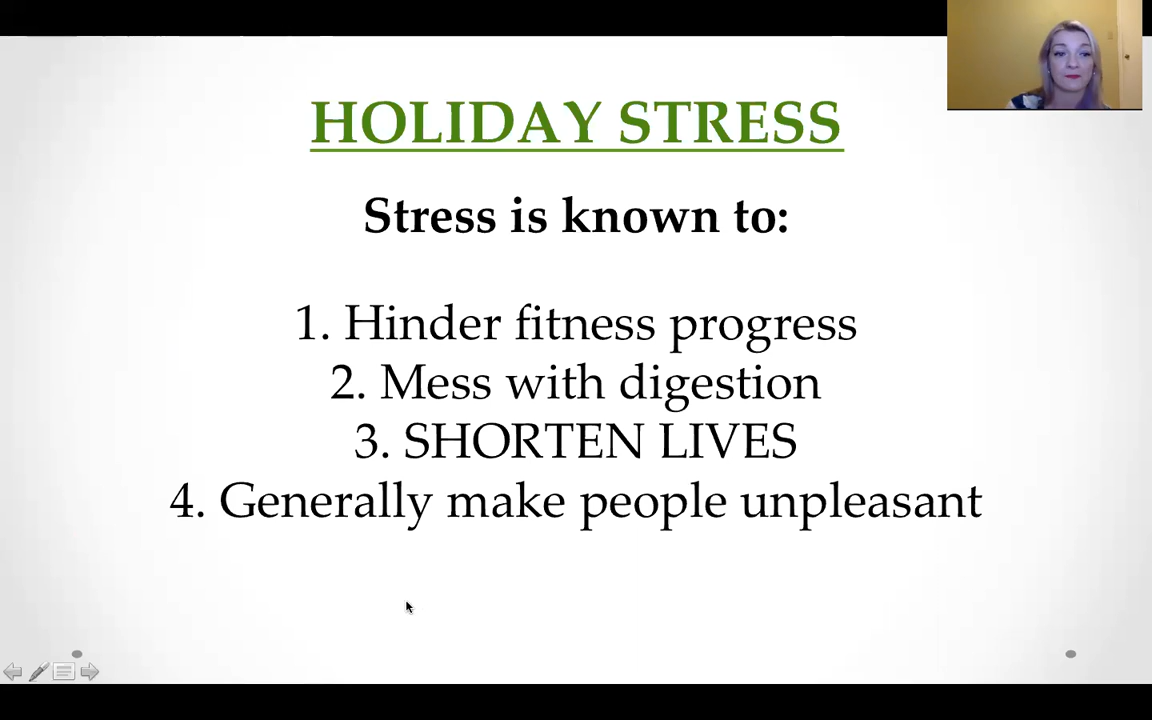 HOLIDAY STRESS
Stress is known to:
1. Hinder fitness progress
2. Mess with digestion
3. SHORTEN LIVES
4. Generally make people unpleasant